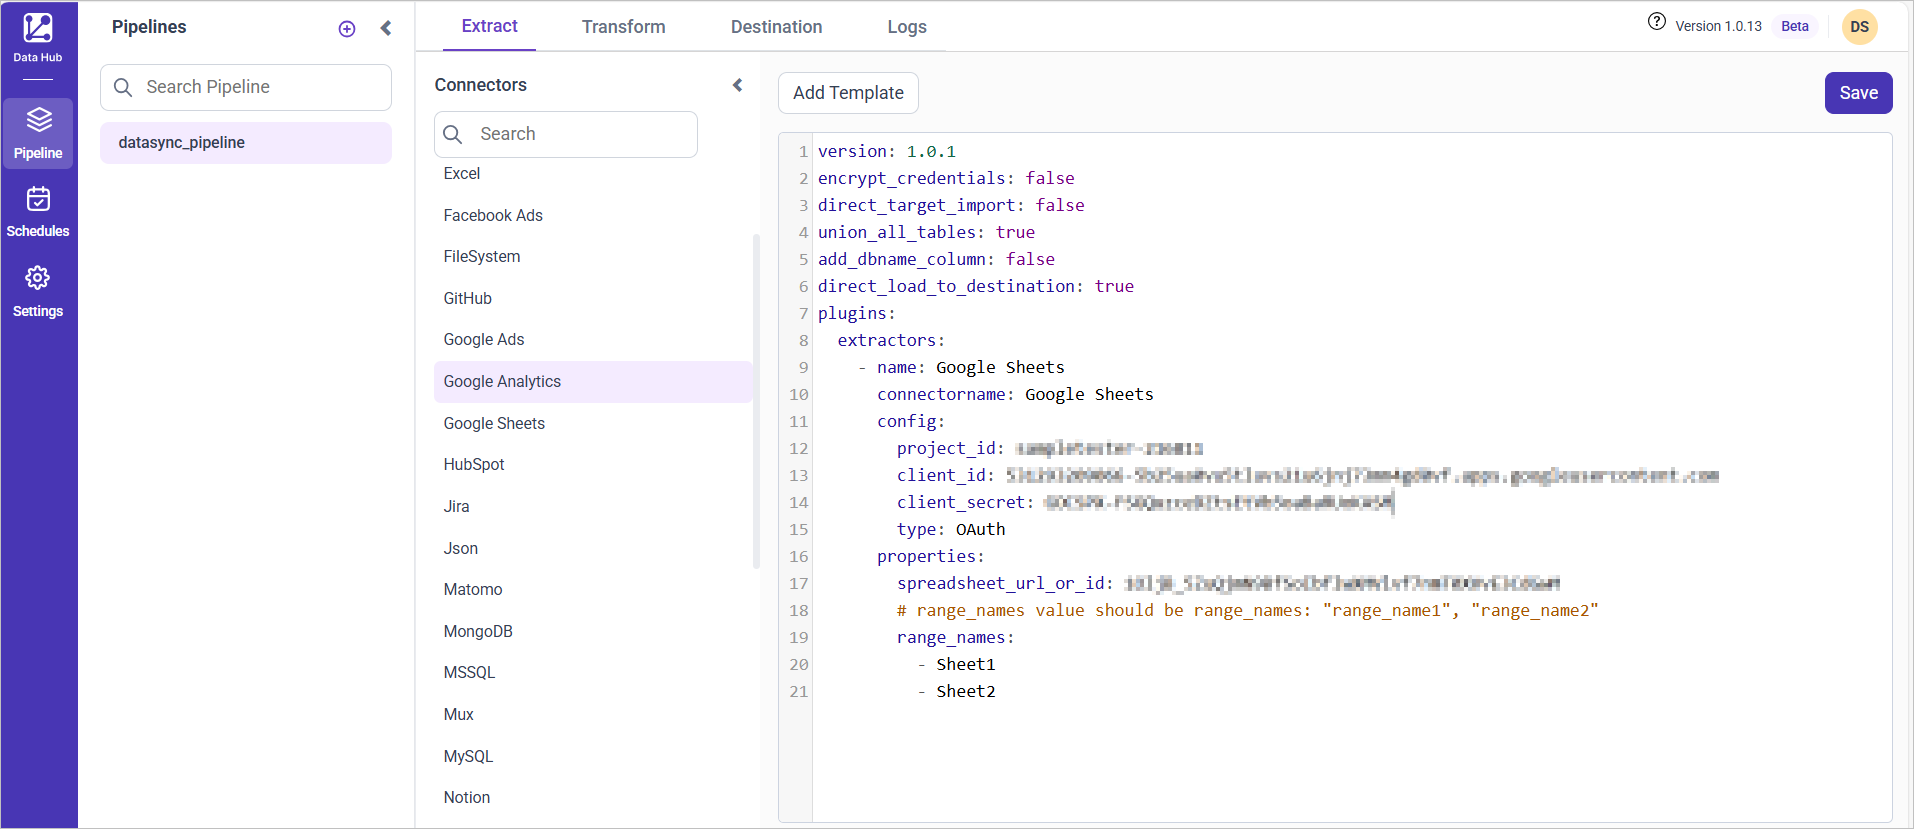 Data Hub
Pipeline
Schedules
Settings
Pipelines
Search Pipeline
datasync_pipeline
Extract Transform Destination Logs
Version 1.0.13 Beta DS
Connectors
Search
Excel
Facebook Ads
FileSystem
GitHub
Google Ads
Google Analytics
Google Sheets
HubSpot
Jira
Json
Matomo
MongoDB
MSSQL
Mux
MySQL
Notion
Add Template
Save
1 version: 1.0.1
2 encrypt_credentials: false
3 direct_target_import: false
4 union_all_tables: true
5 add_dbname_column: false
6 direct_load_to_destination: true
7 plugins:
8 extractors:
9 - name: Google Sheets
10 connectorname: Google Sheets
11 config:
12 project_id:
13 client_id:
14 client_secret:
15 type: OAuth
16 properties:
17 spreadsheet_url_or_id:
18 # range_names value should be range_names: "range_name1", "range_name2"
19 range_names:
20 - Sheet1
21 - Sheet2